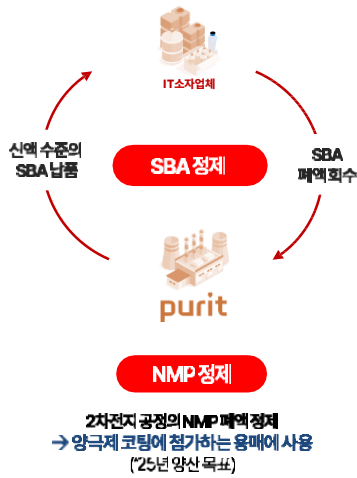 IT소자업체
신액 수준의
SBA 납품
SBA 정제
SBA
폐액 회수
purit
NMP 정제
2차전지 공정의 NMP 폐액 정제
→ 양극제 코팅에 첨가하는 용매에 사용
(*25년 양산 목표)